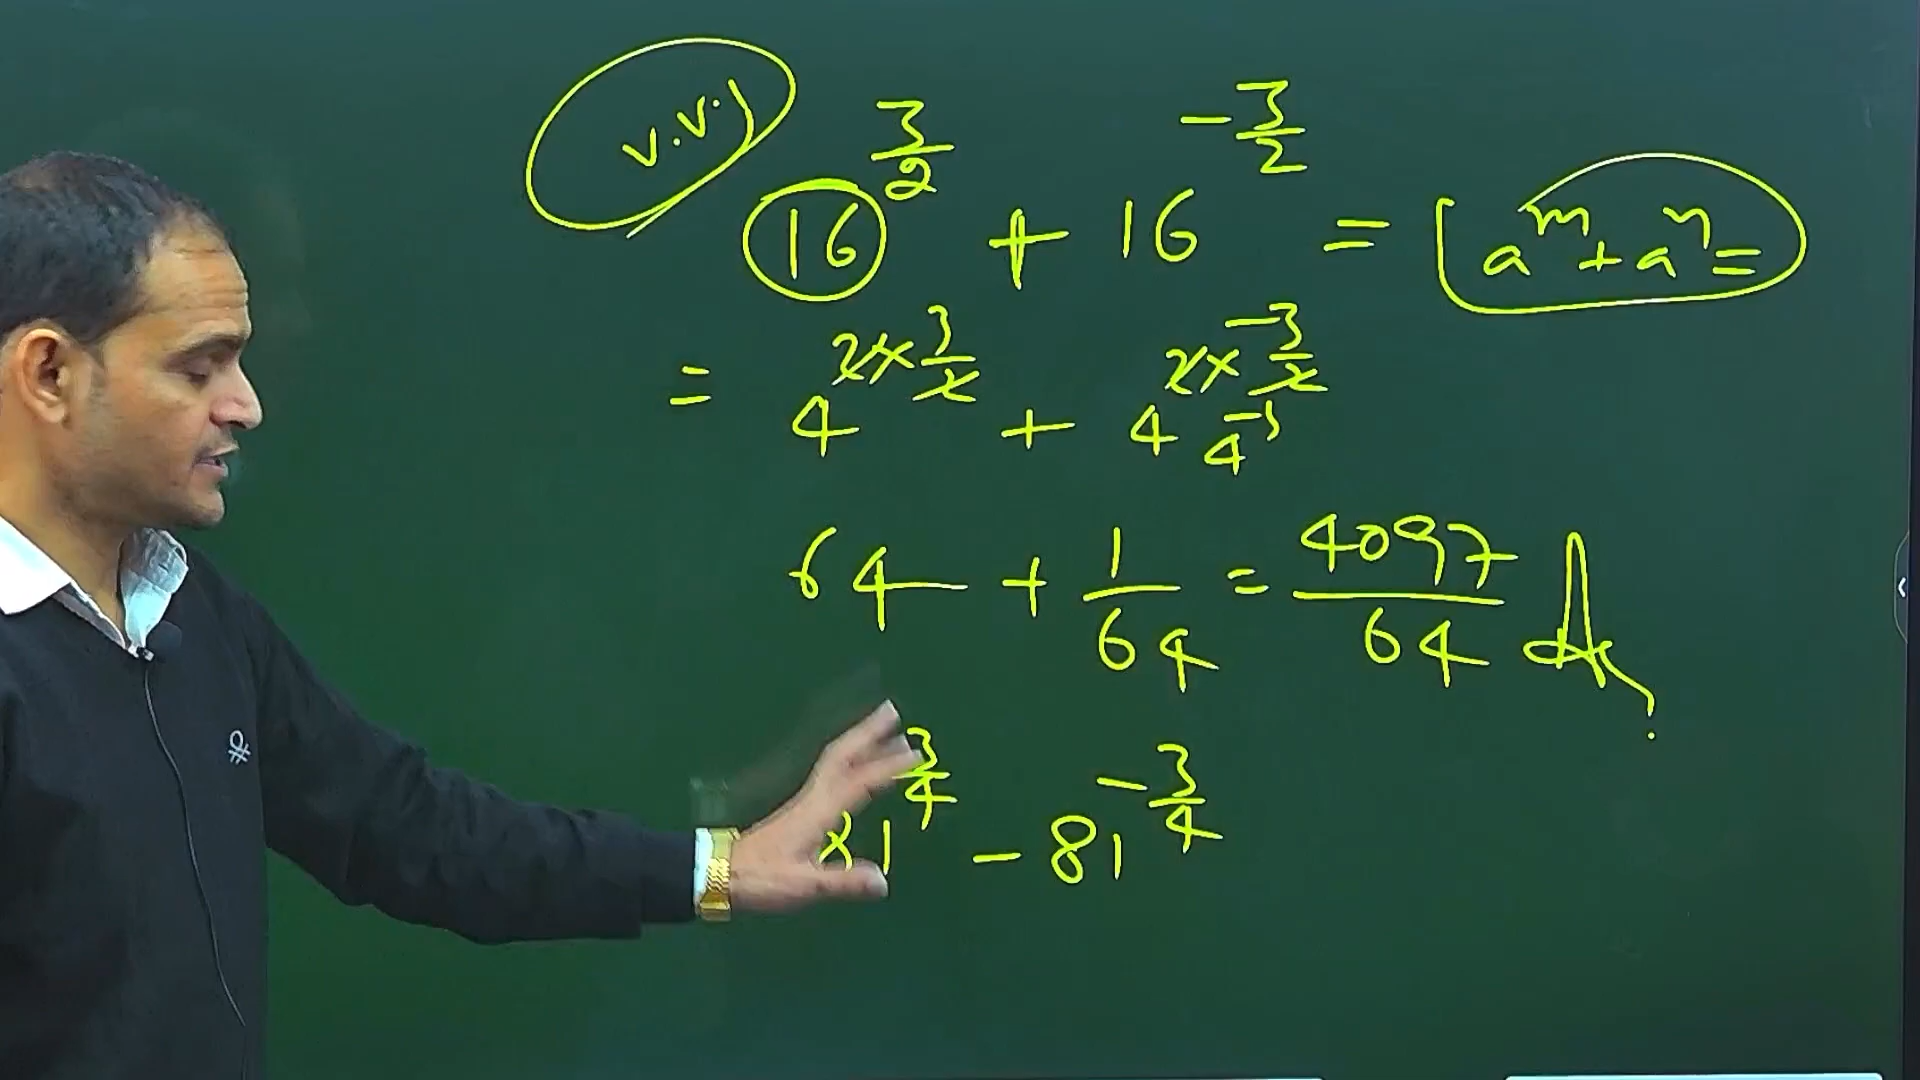 v.v.)
16^(3/2) + 16^(-3/2) = [a^m + a^n =
= 4^(2×3/2) + 4^(2×-3/2) 4^-3
64 + 1/64 = 4097/64 A
81^(3/4) - 81^(-3/4)